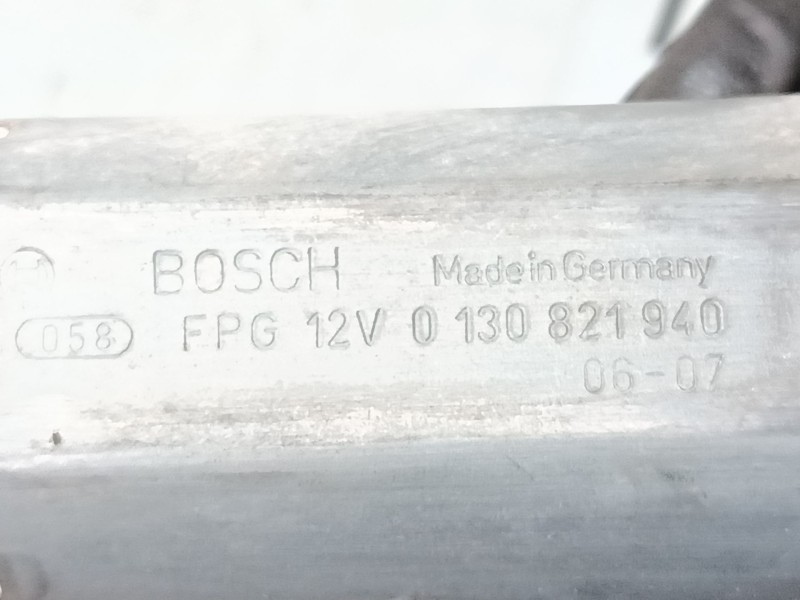 BOSCH Made in Germany
058 FPG 12V 0 130 821 940
06-07